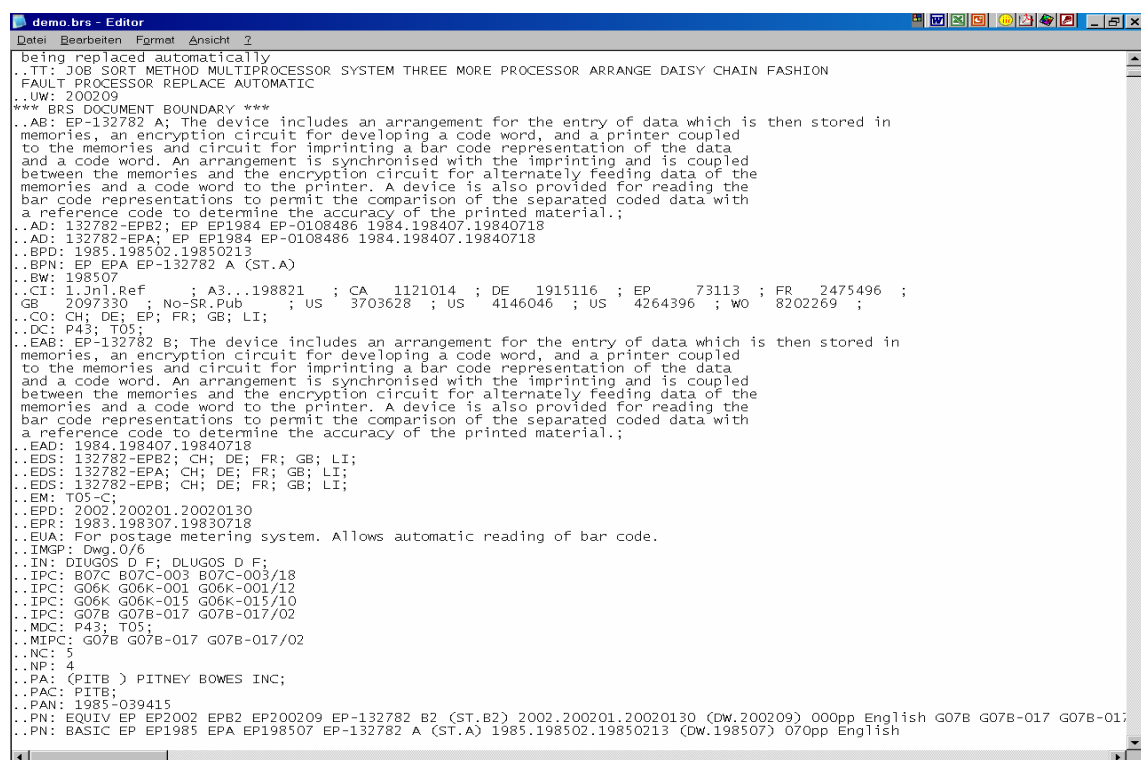 demo.brs - Editor
Datei Bearbeiten Format Ansicht ?
being replaced automatically
..TT: JOB SORT METHOD MULTIPROCESSOR SYSTEM THREE MORE PROCESSOR ARRANGE DAISY CHAIN FASHION
FAULT PROCESSOR REPLACE AUTOMATIC
..UW: 200209
*** BRS DOCUMENT BOUNDARY ***
..AB: EP-132782 A; The device includes an arrangement for the entry of data which is then stored in
memories, an encryption circuit for developing a code word, and a printer coupled
to the memories and circuit for imprinting a bar code representation of the data
and a code word. An arrangement is synchronised with the imprinting and is coupled
between the memories and the encryption circuit for alternately feeding data of the
memories and a code word to the printer. A device is also provided for reading the
bar code representations to permit the comparison of the separated coded data with
a reference code to determine the accuracy of the printed material.;
..AD: 132782-EPB2; EP EP1984 EP-0108486 1984.198407.19840718
..AD: 132782-EPA; EP EP1984 EP-0108486 1984.198407.19840718
..BPD: 1985.198502.19850213
..BPN: EP EPA EP-132782 A (ST.A)
..BW: 198507
..CI: 1.Jnl.Ref ; A3...198821 ; CA 1121014 ; DE 1915116 ; EP 73113 ; FR 2475496 ;
GB 2097330 ; No-SR.Pub ; US 3703628 ; US 4146046 ; US 4264396 ; WO 8202269 ;
..CO: CH; DE; EP; FR; GB; LI;
..DC: P43; T05;
..EAB: EP-132782 B; The device includes an arrangement for the entry of data which is then stored in
memories, an encryption circuit for developing a code word, and a printer coupled
to the memories and circuit for imprinting a bar code representation of the data
and a code word. An arrangement is synchronised with the imprinting and is coupled
between the memories and the encryption circuit for alternately feeding data of the
memories and a code word to the printer. A device is also provided for reading the
bar code representations to permit the comparison of the separated coded data with
a reference code to determine the accuracy of the printed material.;
..EAD: 1984.198407.19840718
..EDS: 132782-EPB2; CH; DE; FR; GB; LI;
..EDS: 132782-EPA; CH; DE; FR; GB; LI;
..EDS: 132782-EPB; CH; DE; FR; GB; LI;
..EM: T05-C;
..EPD: 2002.200201.20020130
..EPR: 1983.198307.19830718
..EUA: For postage metering system. Allows automatic reading of bar code.
..IMGP: Dwg.0/6
..IN: DIUGOS D F; DLUGOS D F;
..IPC: B07C B07C-003 B07C-003/18
..IPC: G06K G06K-001 G06K-001/12
..IPC: G06K G06K-015 G06K-015/10
..IPC: G07B G07B-017 G07B-017/02
..MDC: P43; T05;
..MIPC: G07B G07B-017 G07B-017/02
..NC: 5
..NP: 4
..PA: (PITB ) PITNEY BOWES INC;
..PAC: PITB;
..PAN: 1985-039415
..PN: EQUIV EP EP2002 EPB2 EP200209 EP-132782 B2 (ST.B2) 2002.200201.20020130 (DW.200209) 000pp English G07B G07B-017 G07B-017
..PN: BASIC EP EP1985 EPA EP198507 EP-132782 A (ST.A) 1985.198502.19850213 (DW.198507) 070pp English